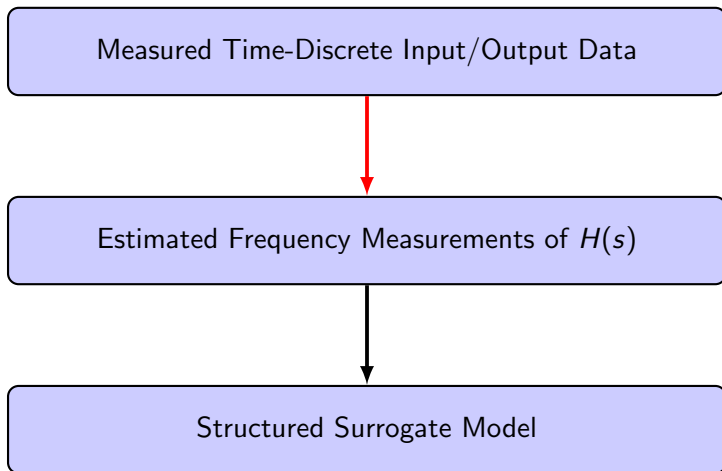 Measured Time-Discrete Input/Output Data
Estimated Frequency Measurements of H(s)
Structured Surrogate Model